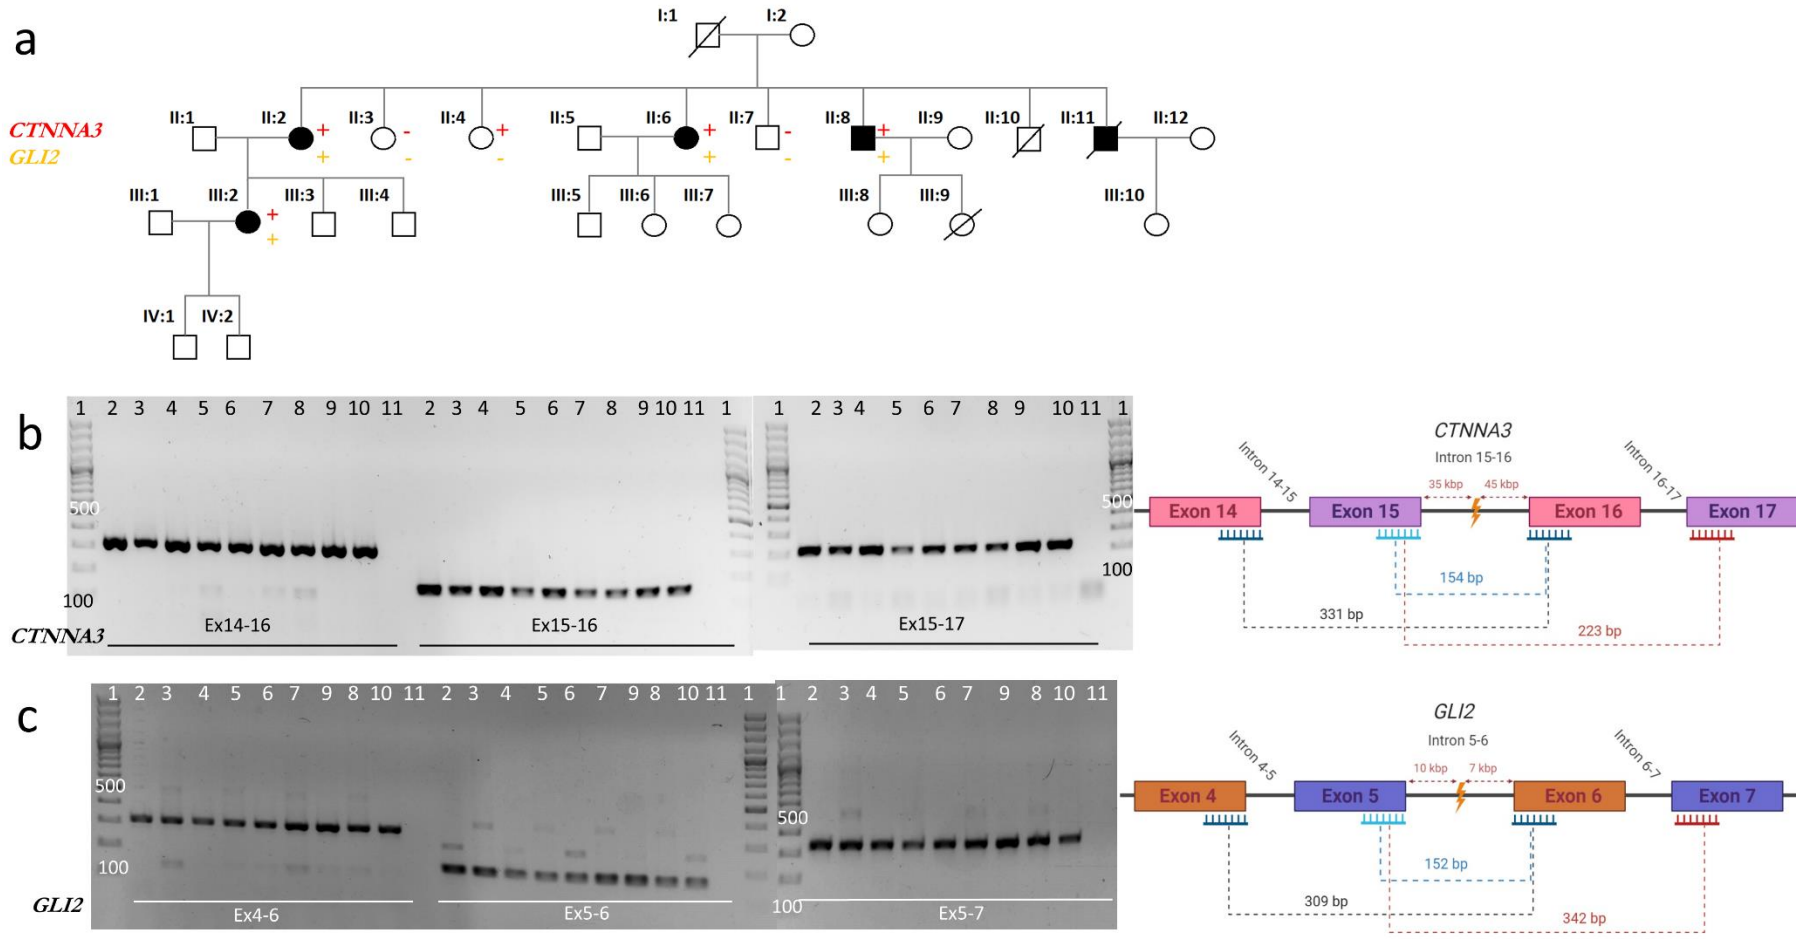 a
I:1 I:2
CTNNA3
GLI2
II:1 II:2 + + II:3 - - II:4 + - II:5 II:6 + + II:7 - - II:8 + + II:9 II:10 II:11 II:12
III:1 III:2 + + III:3 III:4 III:5 III:6 III:7 III:8 III:9 III:10
IV:1 IV:2
b
1 2 3 4 5 6 7 8 9 10 11 2 3 4 5 6 7 8 9 10 11 1
2 3 4 5 6 7 8 9 10 11 1
500
100
500
100
CTNNA3
Ex14-16
Ex15-16
Ex15-17
CTNNA3
Intron 15-16
Intron 14-15
Intron 16-17
35 kbp 45 kbp
Exon 14 Exon 15 Exon 16 Exon 17
154 bp
331 bp
223 bp
c
1 2 3 4 5 6 7 9 8 10 11 2 3 4 5 6 7 9 8 10 11 1
1 2 3 4 5 6 7 9 8 10 11
500
100
500
100
GLI2
Ex4-6
Ex5-6
Ex5-7
GLI2
Intron 5-6
Intron 4-5
Intron 6-7
10 kbp 7 kbp
Exon 4 Exon 5 Exon 6 Exon 7
152 bp
309 bp
342 bp